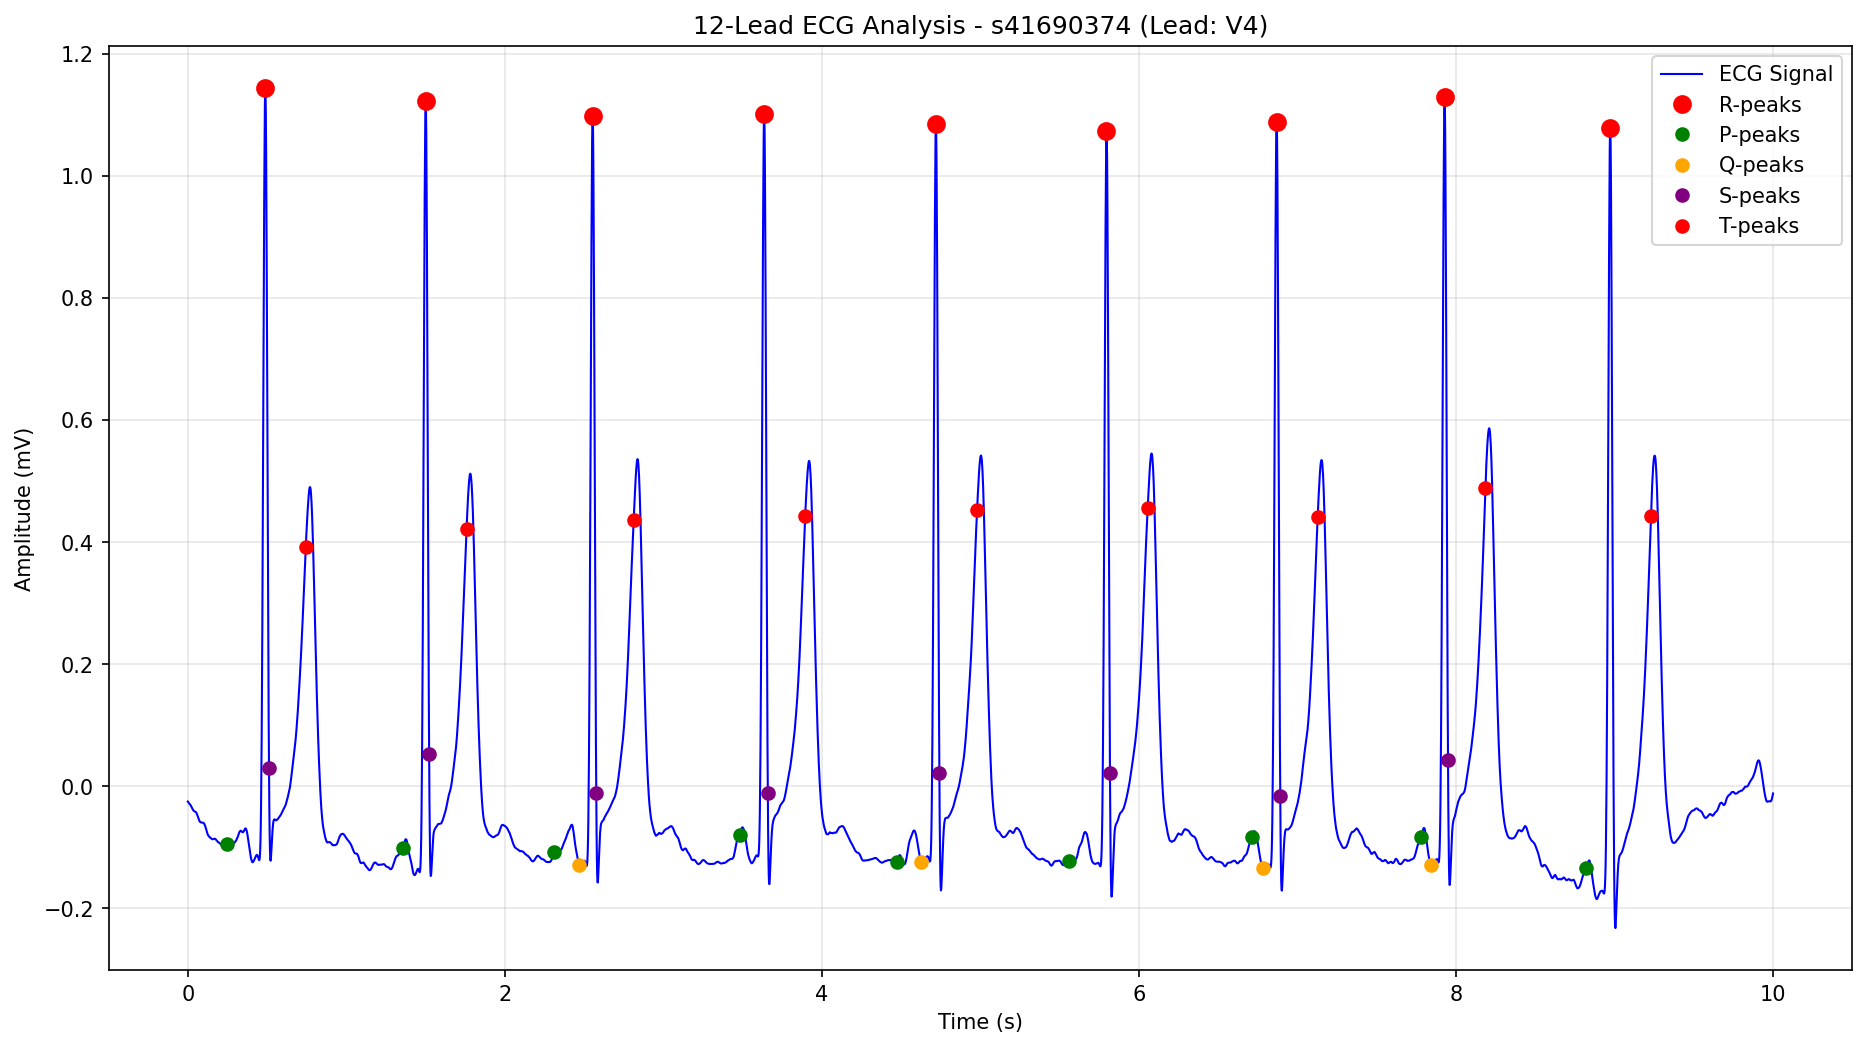 12-Lead ECG Analysis - s41690374 (Lead: V4)
ECG Signal
R-peaks
P-peaks
Q-peaks
S-peaks
T-peaks
Amplitude (mV)
1.2
1.0
0.8
0.6
0.4
0.2
0.0
−0.2
0 2 4 6 8 10
Time (s)